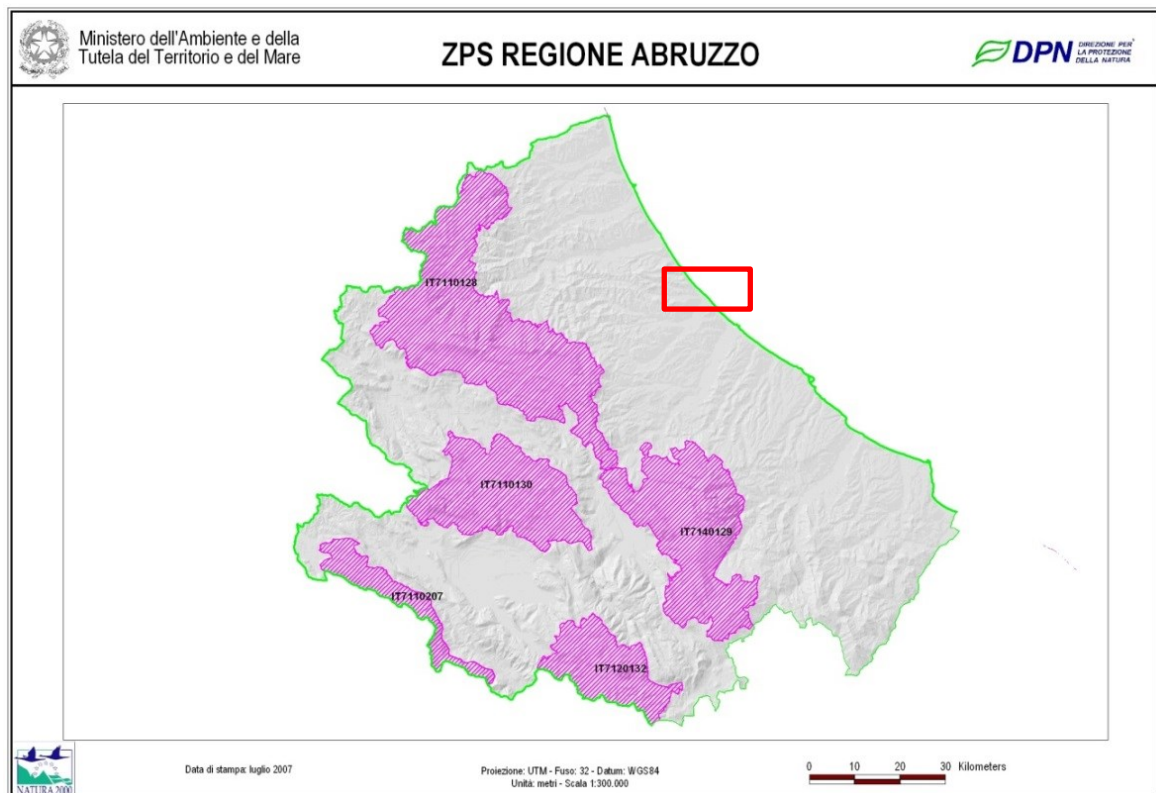 Ministero dell'Ambiente e della
Tutela del Territorio e del Mare
ZPS REGIONE ABRUZZO
DPN
DIREZIONE PER
LA PROTEZIONE
DELLA NATURA
IT7110128
IT7110130
IT7140129
IT7110207
IT7120132
NATURA 2000
Data di stampa: luglio 2007
Proiezione: UTM - Fuso: 32 - Datum: WGS84
Unità: metri - Scala 1:300.000
0 10 20 30 Kilometers